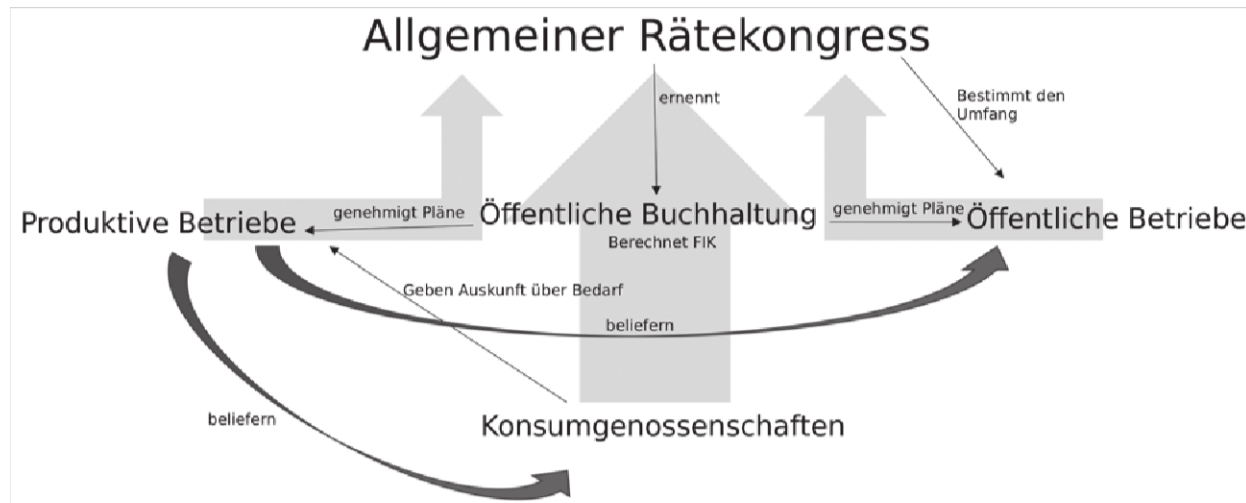 Allgemeiner Rätekongress
ernennt
Bestimmt den
Umfang
Produktive Betriebe
genehmigt Pläne
Öffentliche Buchhaltung
genehmigt Pläne
Öffentliche Betriebe
Berechnet FIK
Geben Auskunft über Bedarf
beliefern
beliefern
Konsumgenossenschaften